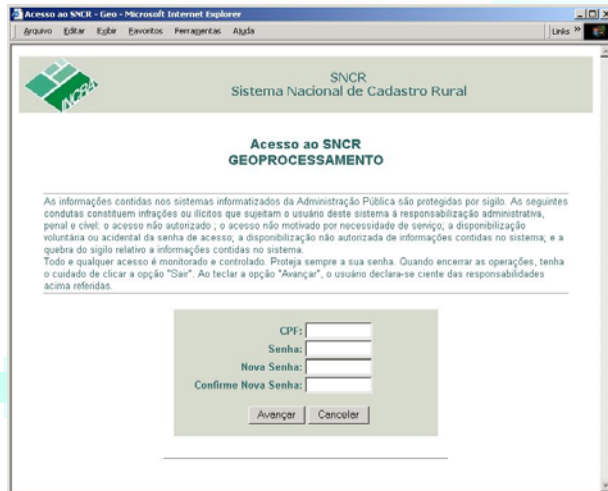 Acesso ao SNCR - Geo - Microsoft Internet Explorer
Arquivo Editar Exibir Favoritos Ferramentas Ajuda
Links »
INCRA
SNCR
Sistema Nacional de Cadastro Rural
Acesso ao SNCR
GEOPROCESSAMENTO
As informações contidas nos sistemas informatizados da Administração Pública são protegidas por sigilo. As seguintes
condutas constituem infrações ou ilícitos que sujeitam o usuário deste sistema à responsabilização administrativa,
penal e cível: o acesso não autorizado ; o acesso não motivado por necessidade de serviço; a disponibilização
voluntária ou acidental da senha de acesso; a disponibilização não autorizada de informações contidas no sistema; e a
quebra do sigilo relativo a informações contidas no sistema.
Todo e qualquer acesso é monitorado e controlado. Proteja sempre a sua senha. Quando encerrar as operações, tenha
o cuidado de clicar a opção "Sair". Ao teclar a opção "Avançar", o usuário declara-se ciente das responsabilidades
acima referidas.
CPF:
Senha:
Nova Senha:
Confirme Nova Senha:
Avançar Cancelar